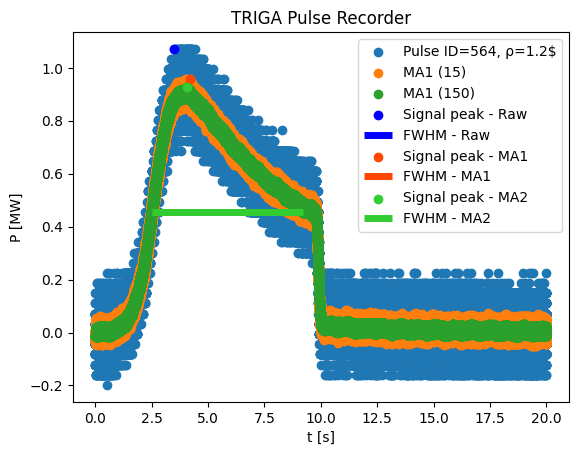 TRIGA Pulse Recorder
P [MW]
1.0
0.8
0.6
0.4
0.2
0.0
−0.2
Pulse ID=564, ρ=1.2$
MA1 (15)
MA1 (150)
Signal peak - Raw
FWHM - Raw
Signal peak - MA1
FWHM - MA1
Signal peak - MA2
FWHM - MA2
0.0 2.5 5.0 7.5 10.0 12.5 15.0 17.5 20.0
t [s]